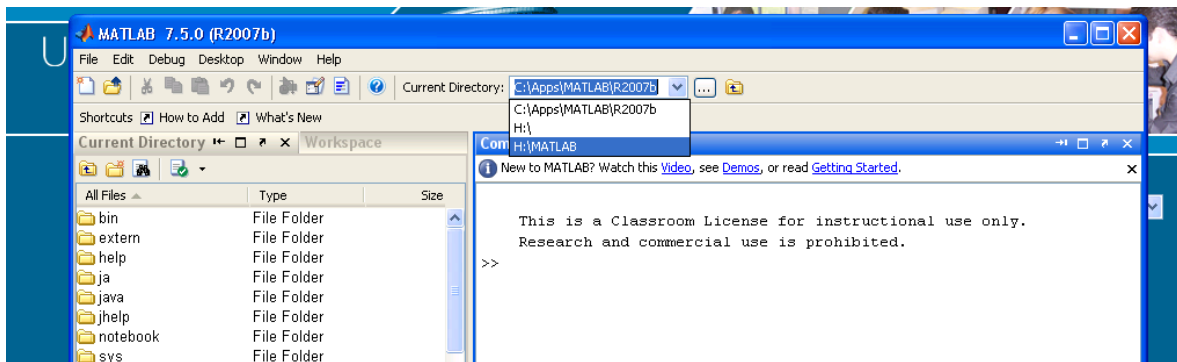 U
MATLAB 7.5.0 (R2007b)
File Edit Debug Desktop Window Help
Current Directory: C:\Apps\MATLAB\R2007b ...
C:\Apps\MATLAB\R2007b
H:\
H:\MATLAB
Shortcuts How to Add What's New
Current Directory Workspace
All Files Type Size
bin File Folder
extern File Folder
help File Folder
ja File Folder
java File Folder
jhelp File Folder
notebook File Folder
sys File Folder
Com
New to MATLAB? Watch this Video, see Demos, or read Getting Started.
This is a Classroom License for instructional use only.
Research and commercial use is prohibited.
>>